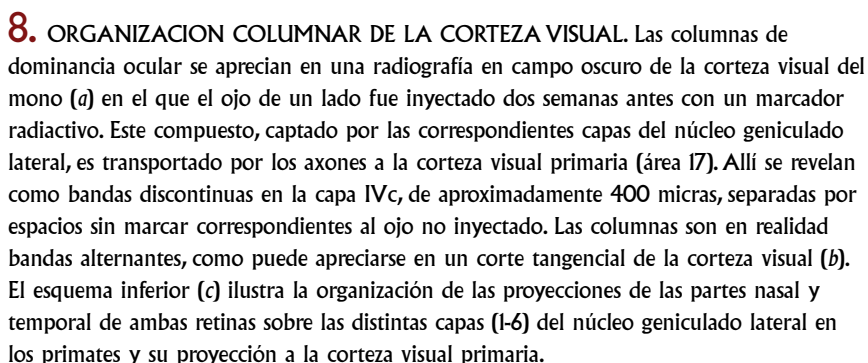 8. ORGANIZACION COLUMNAR DE LA CORTEZA VISUAL. Las columnas de
dominancia ocular se aprecian en una radiografía en campo oscuro de la corteza visual del
mono (a) en el que el ojo de un lado fue inyectado dos semanas antes con un marcador
radiactivo. Este compuesto, captado por las correspondientes capas del núcleo geniculado
lateral, es transportado por los axones a la corteza visual primaria (área 17). Allí se revelan
como bandas discontinuas en la capa IVc, de aproximadamente 400 micras, separadas por
espacios sin marcar correspondientes al ojo no inyectado. Las columnas son en realidad
bandas alternantes, como puede apreciarse en un corte tangencial de la corteza visual (b).
El esquema inferior (c) ilustra la organización de las proyecciones de las partes nasal y
temporal de ambas retinas sobre las distintas capas (1-6) del núcleo geniculado lateral en
los primates y su proyección a la corteza visual primaria.